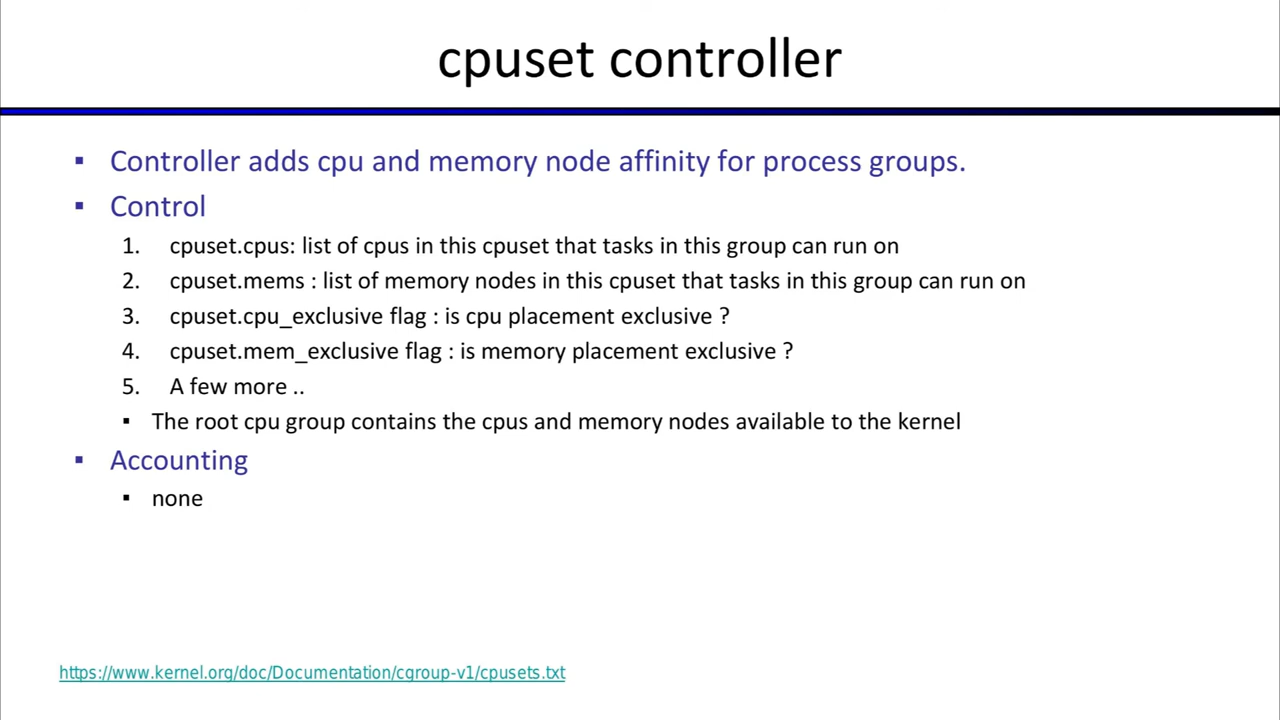 cpuset controller
▪ Controller adds cpu and memory node affinity for process groups.
▪ Control
1. cpuset.cpus: list of cpus in this cpuset that tasks in this group can run on
2. cpuset.mems : list of memory nodes in this cpuset that tasks in this group can run on
3. cpuset.cpu_exclusive flag : is cpu placement exclusive ?
4. cpuset.mem_exclusive flag : is memory placement exclusive ?
5. A few more ..
▪ The root cpu group contains the cpus and memory nodes available to the kernel
▪ Accounting
▪ none
https://www.kernel.org/doc/Documentation/cgroup-v1/cpusets.txt